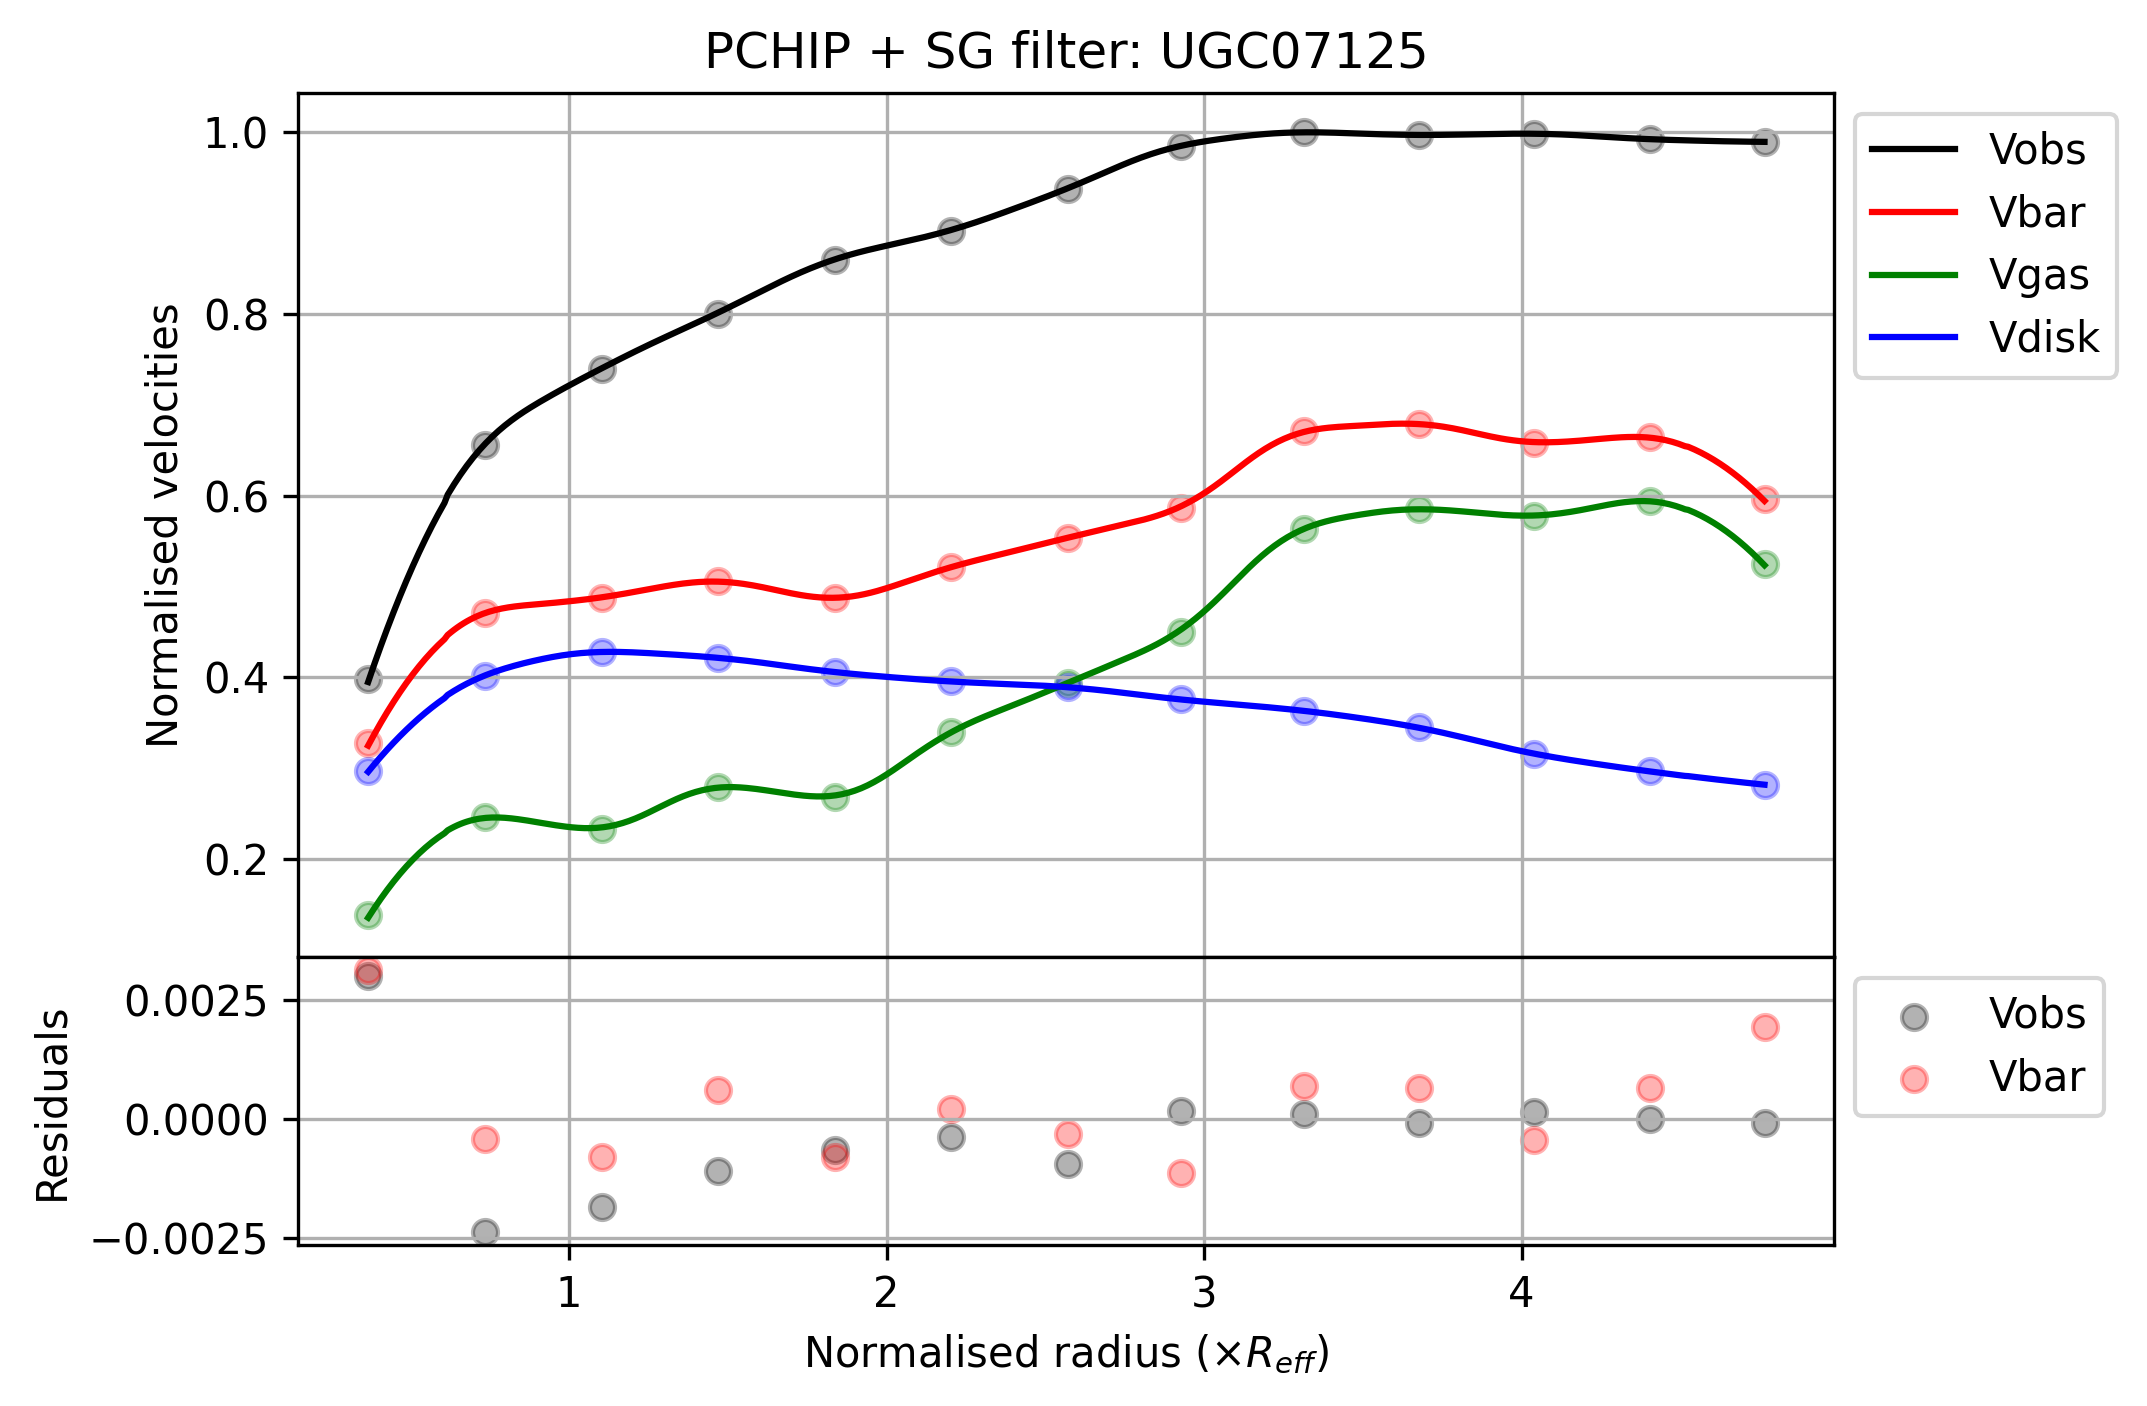 PCHIP + SG filter: UGC07125
1.0
0.8
0.6
0.4
0.2
Normalised velocities
Vobs
Vbar
Vgas
Vdisk
0.0025
0.0000
−0.0025
Residuals
Vobs
Vbar
1 2 3 4
Normalised radius (×R_eff)